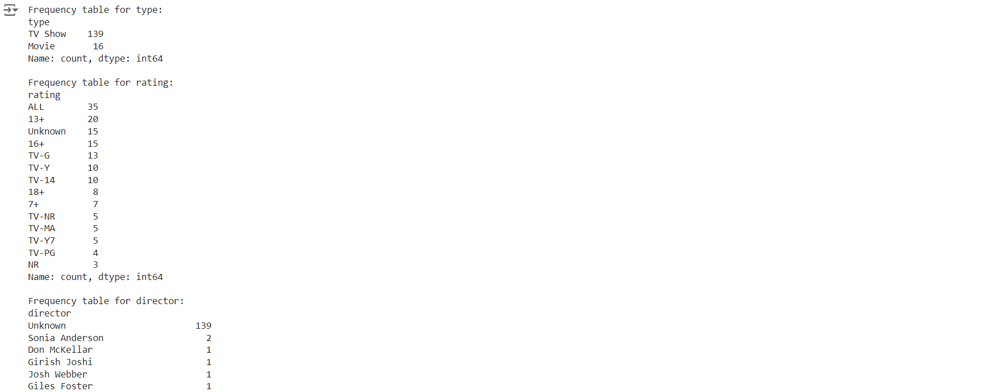 Frequency table for type:
type
TV Show    139
Movie       16
Name: count, dtype: int64

Frequency table for rating:
rating
ALL        35
13+        20
Unknown    15
16+        15
TV-G       13
TV-Y       10
TV-14      10
18+         8
7+          7
TV-NR       5
TV-MA       5
TV-Y7       5
TV-PG       4
NR          3
Name: count, dtype: int64

Frequency table for director:
director
Unknown                        139
Sonia Anderson                   2
Don McKellar                     1
Girish Joshi                     1
Josh Webber                      1
Giles Foster                     1